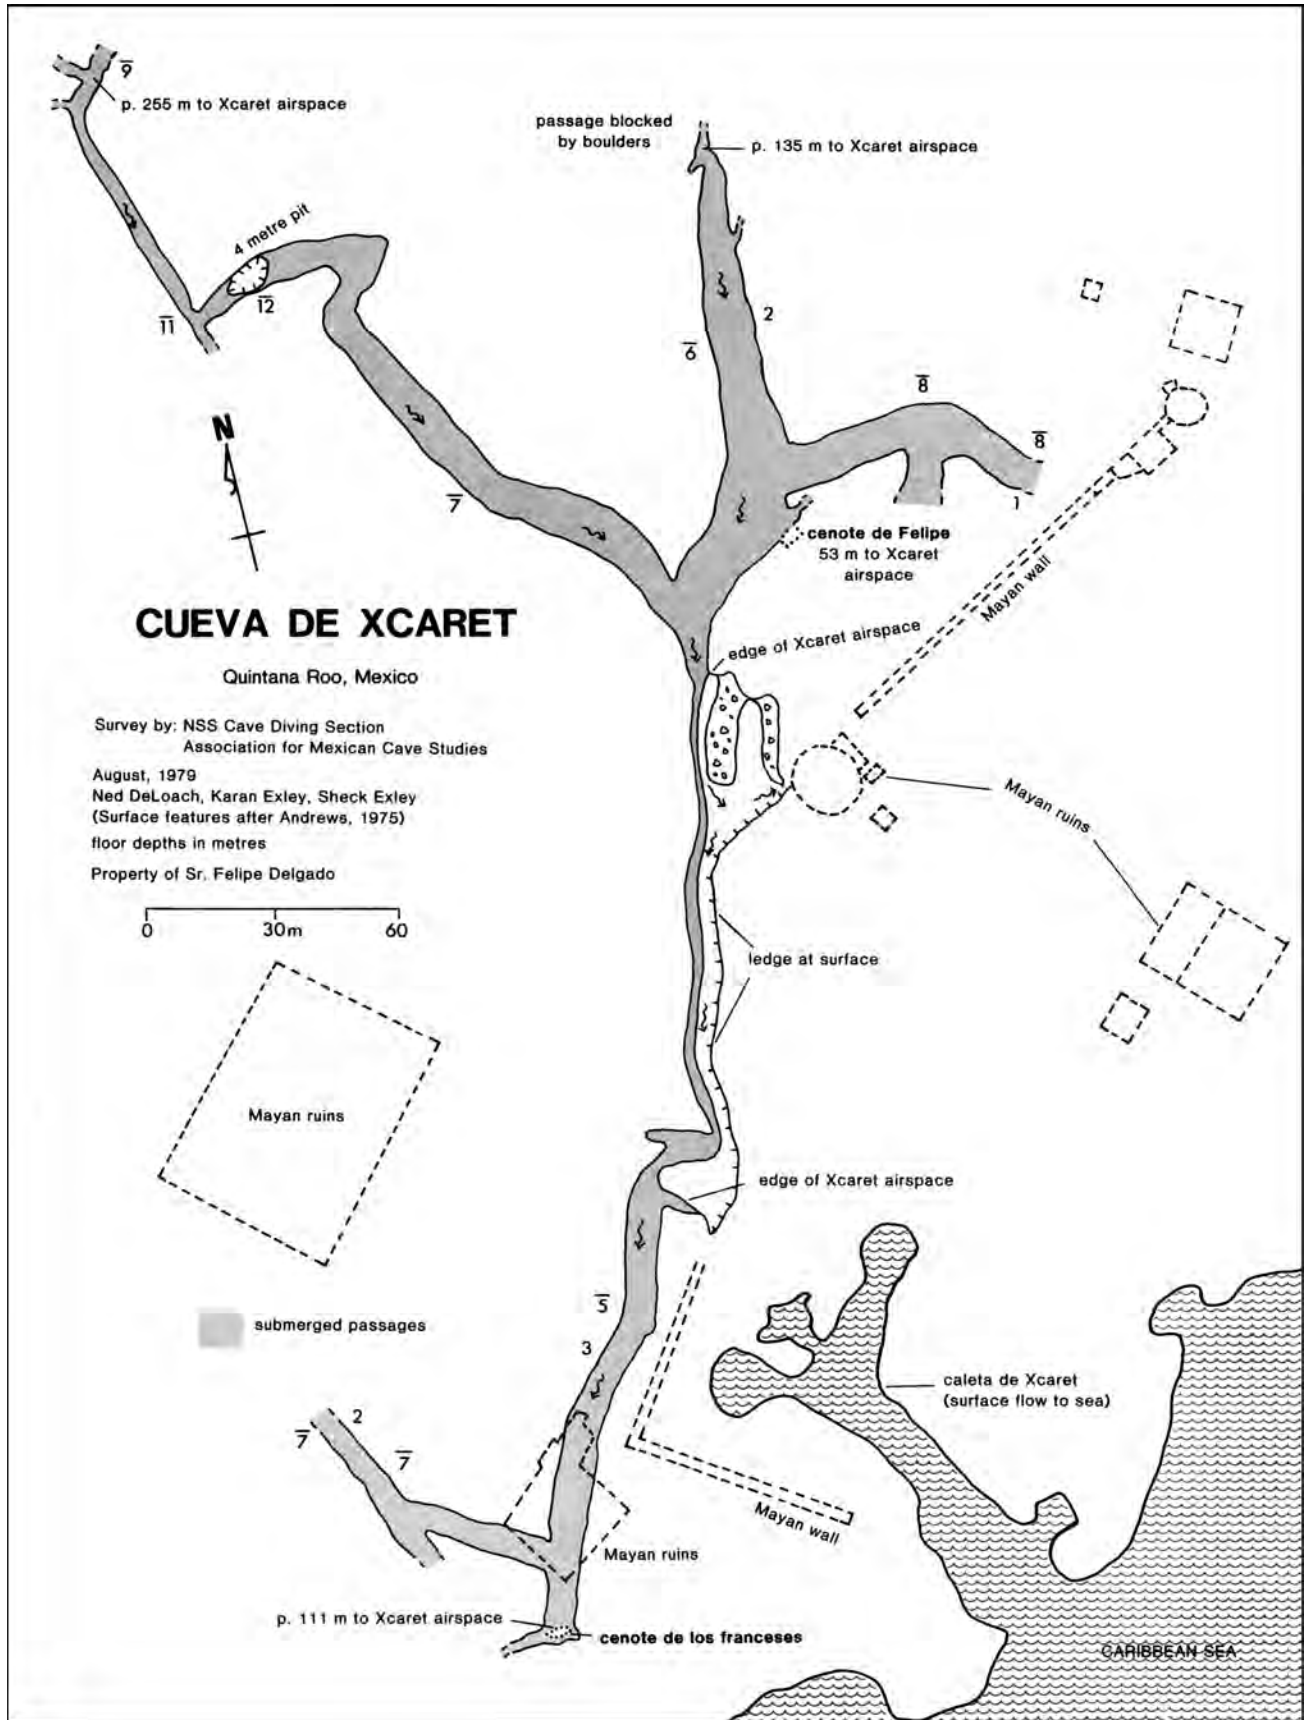 9
p. 255 m to Xcaret airspace
passage blocked
by boulders
p. 135 m to Xcaret airspace
4 metre pit
11
12
2
6
8
8
7
1
N
cenote de Felipe
53 m to Xcaret
airspace
Mayan wall
CUEVA DE XCARET
Quintana Roo, Mexico
edge of Xcaret airspace
Survey by: NSS Cave Diving Section
Association for Mexican Cave Studies
August, 1979
Ned DeLoach, Karan Exley, Sheck Exley
(Surface features after Andrews, 1975)
floor depths in metres
Property of Sr. Felipe Delgado
0 30m 60
Mayan ruins
ledge at surface
Mayan ruins
edge of Xcaret airspace
5
submerged passages
3
caleta de Xcaret
(surface flow to sea)
2
7
7
Mayan wall
Mayan ruins
p. 111 m to Xcaret airspace
cenote de los franceses
CARIBBEAN SEA